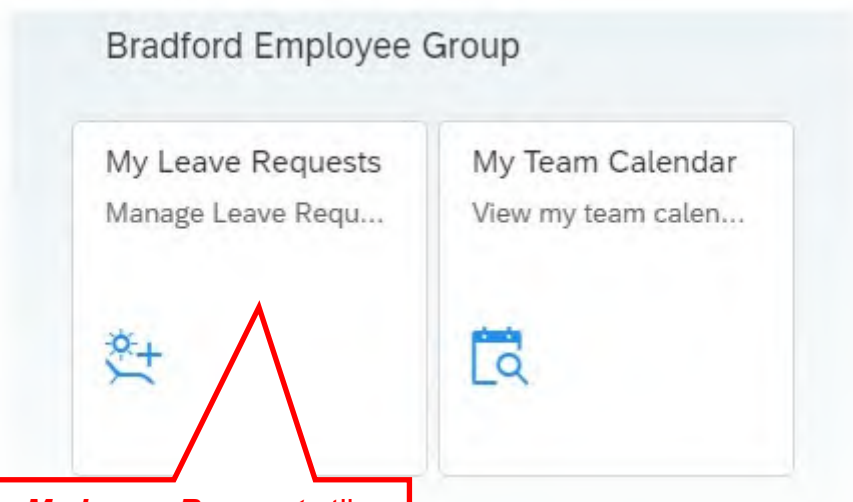 Bradford Employee Group
My Leave Requests
Manage Leave Requ...
My Team Calendar
View my team calen...